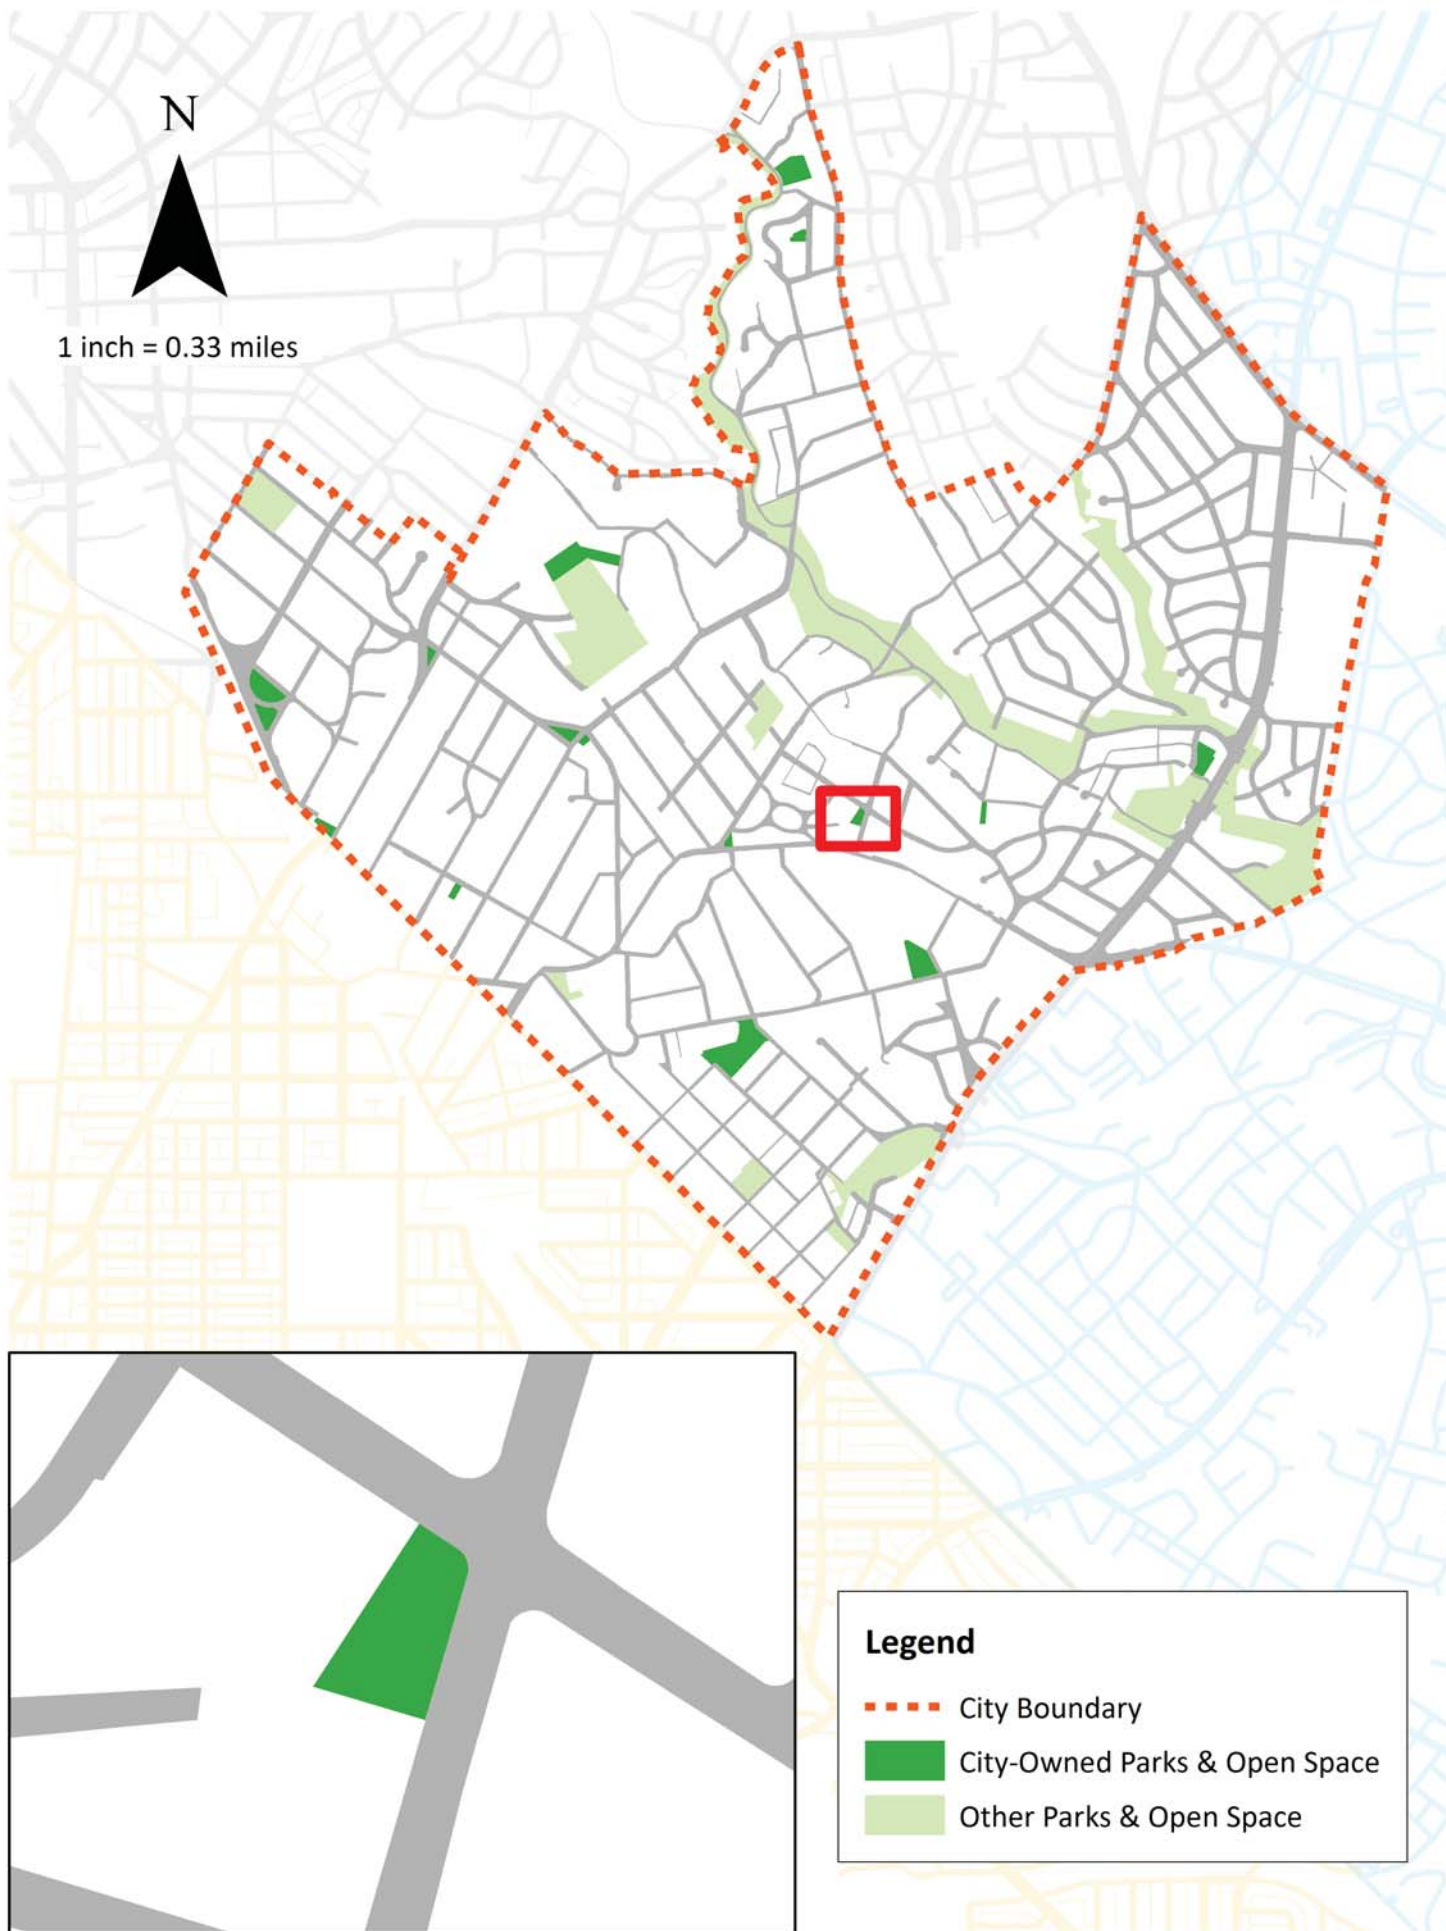 N
1 inch = 0.33 miles
Legend
City Boundary
City-Owned Parks & Open Space
Other Parks & Open Space